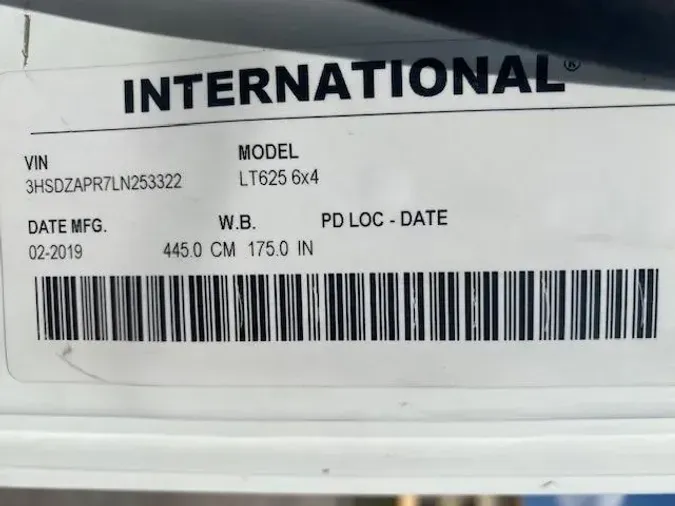 INTERNATIONAL®
VIN
3HSDZAPR7LN253322
MODEL
LT625 6x4
DATE MFG.
02-2019
W.B.
445.0 CM 175.0 IN
PD LOC - DATE